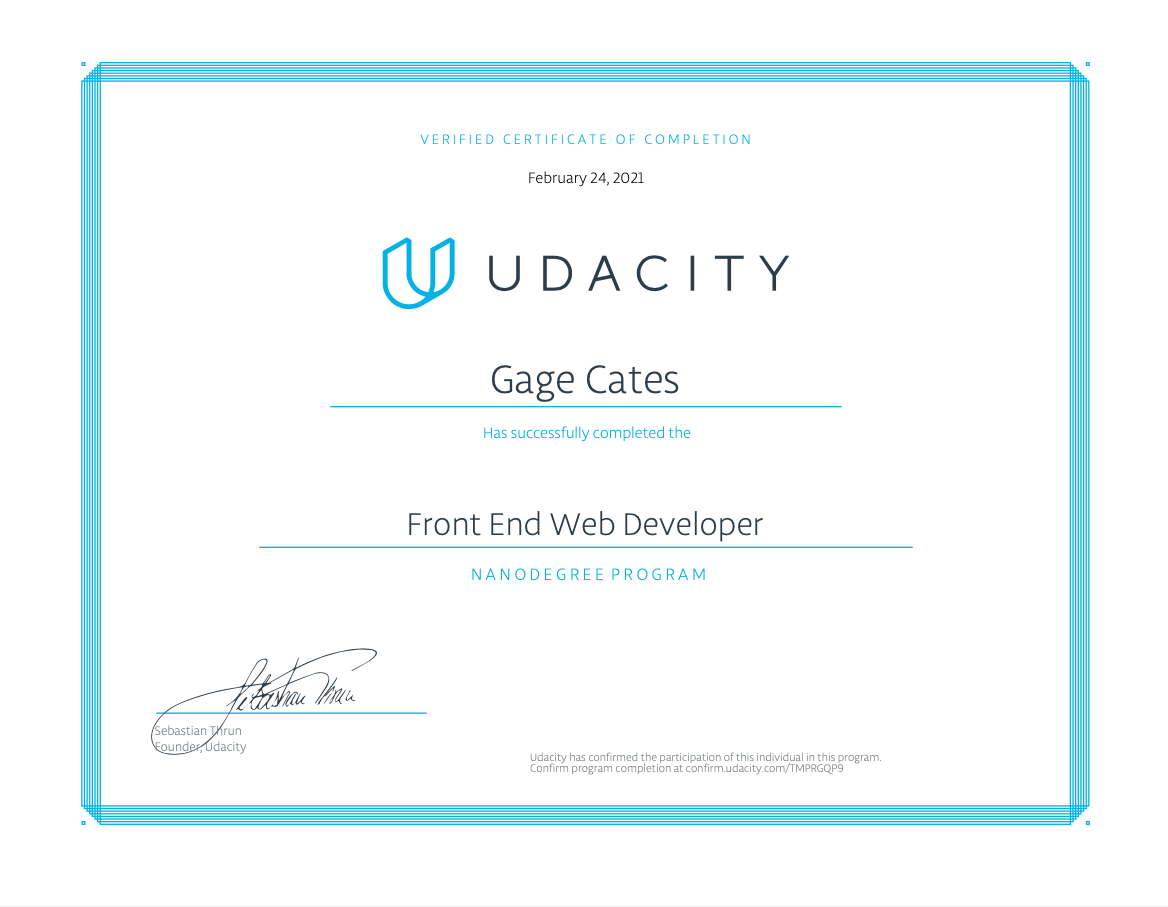 VERIFIED CERTIFICATE OF COMPLETION
February 24, 2021
UDACITY
Gage Cates
Has successfully completed the
Front End Web Developer
NANODEGREE PROGRAM
Sebastian Thrun
Sebastian Thrun
Founder, Udacity
Udacity has confirmed the participation of this individual in this program.
Confirm program completion at confirm.udacity.com/TMPRGQP9